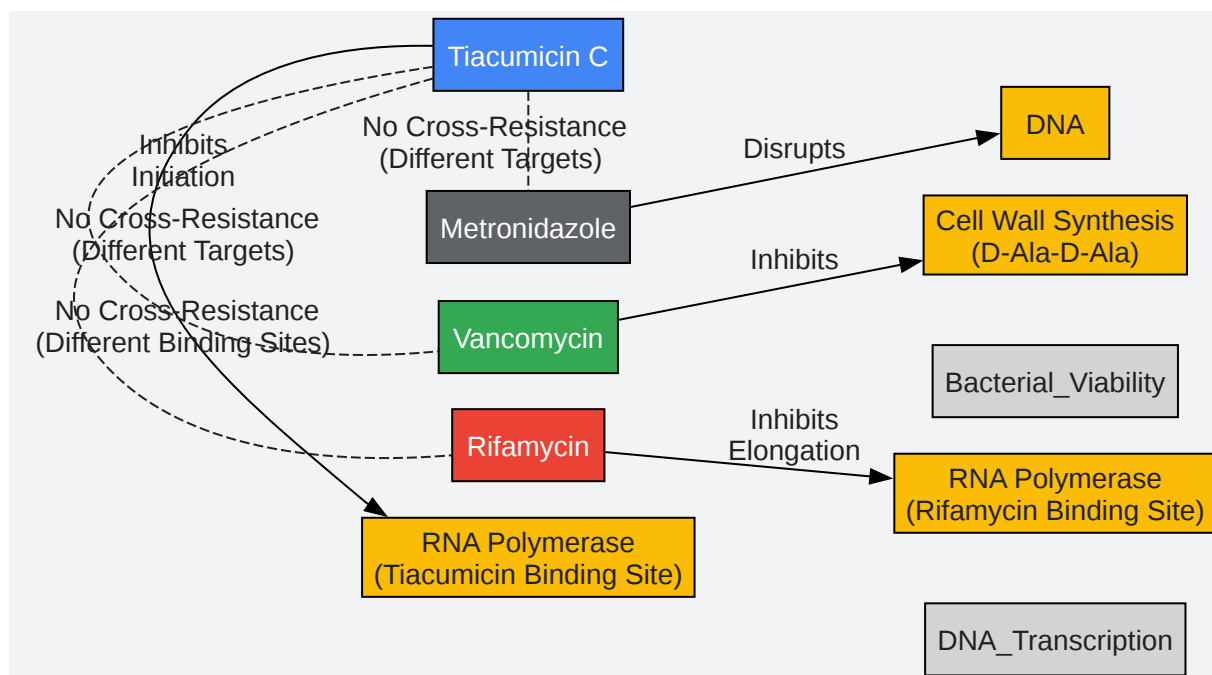 Tiacumicin C
DNA
No Cross-Resistance
(Different Targets)
Disrupts
Inhibits
Initiation
Metronidazole
Cell Wall Synthesis
(D-Ala-D-Ala)
No Cross-Resistance
(Different Targets)
Inhibits
No Cross-Resistance
(Different Binding Sites)
Vancomycin
Bacterial_Viability
Inhibits
Elongation
Rifamycin
RNA Polymerase
(Rifamycin Binding Site)
RNA Polymerase
(Tiacumicin Binding Site)
DNA_Transcription